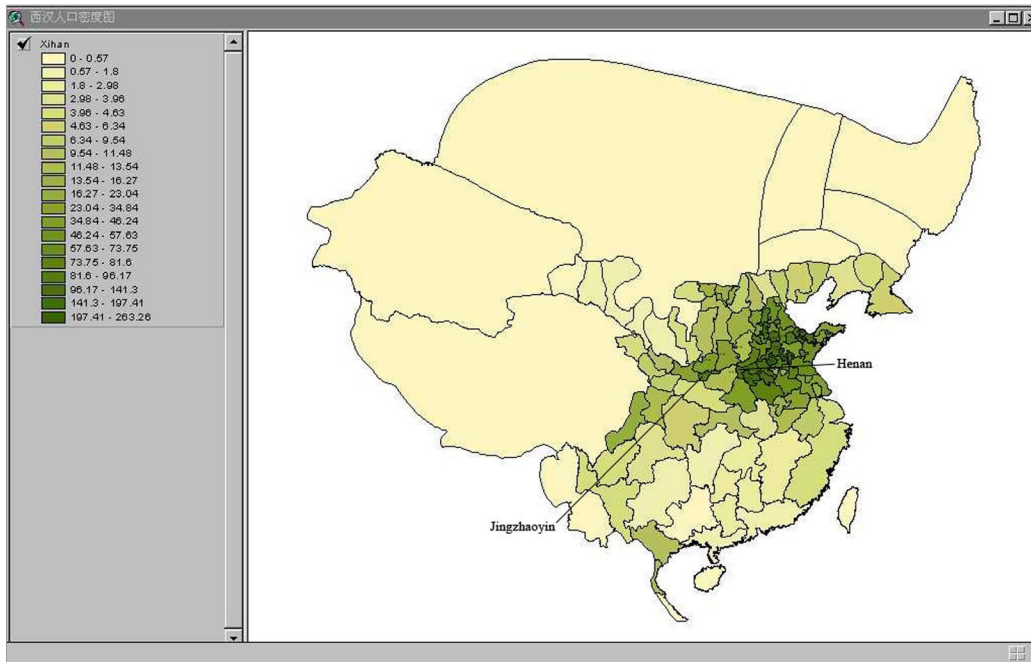 西汉人口密度图
Xihan
0 - 0.57
0.57 - 1.8
1.8 - 2.98
2.98 - 3.96
3.96 - 4.63
4.63 - 6.34
6.34 - 9.54
9.54 - 11.48
11.48 - 13.54
13.54 - 16.27
16.27 - 23.04
23.04 - 34.84
34.84 - 46.24
46.24 - 57.63
57.63 - 73.75
73.75 - 81.6
81.6 - 96.17
96.17 - 141.3
141.3 - 197.41
197.41 - 263.26
Henan
Jingzhaoyin